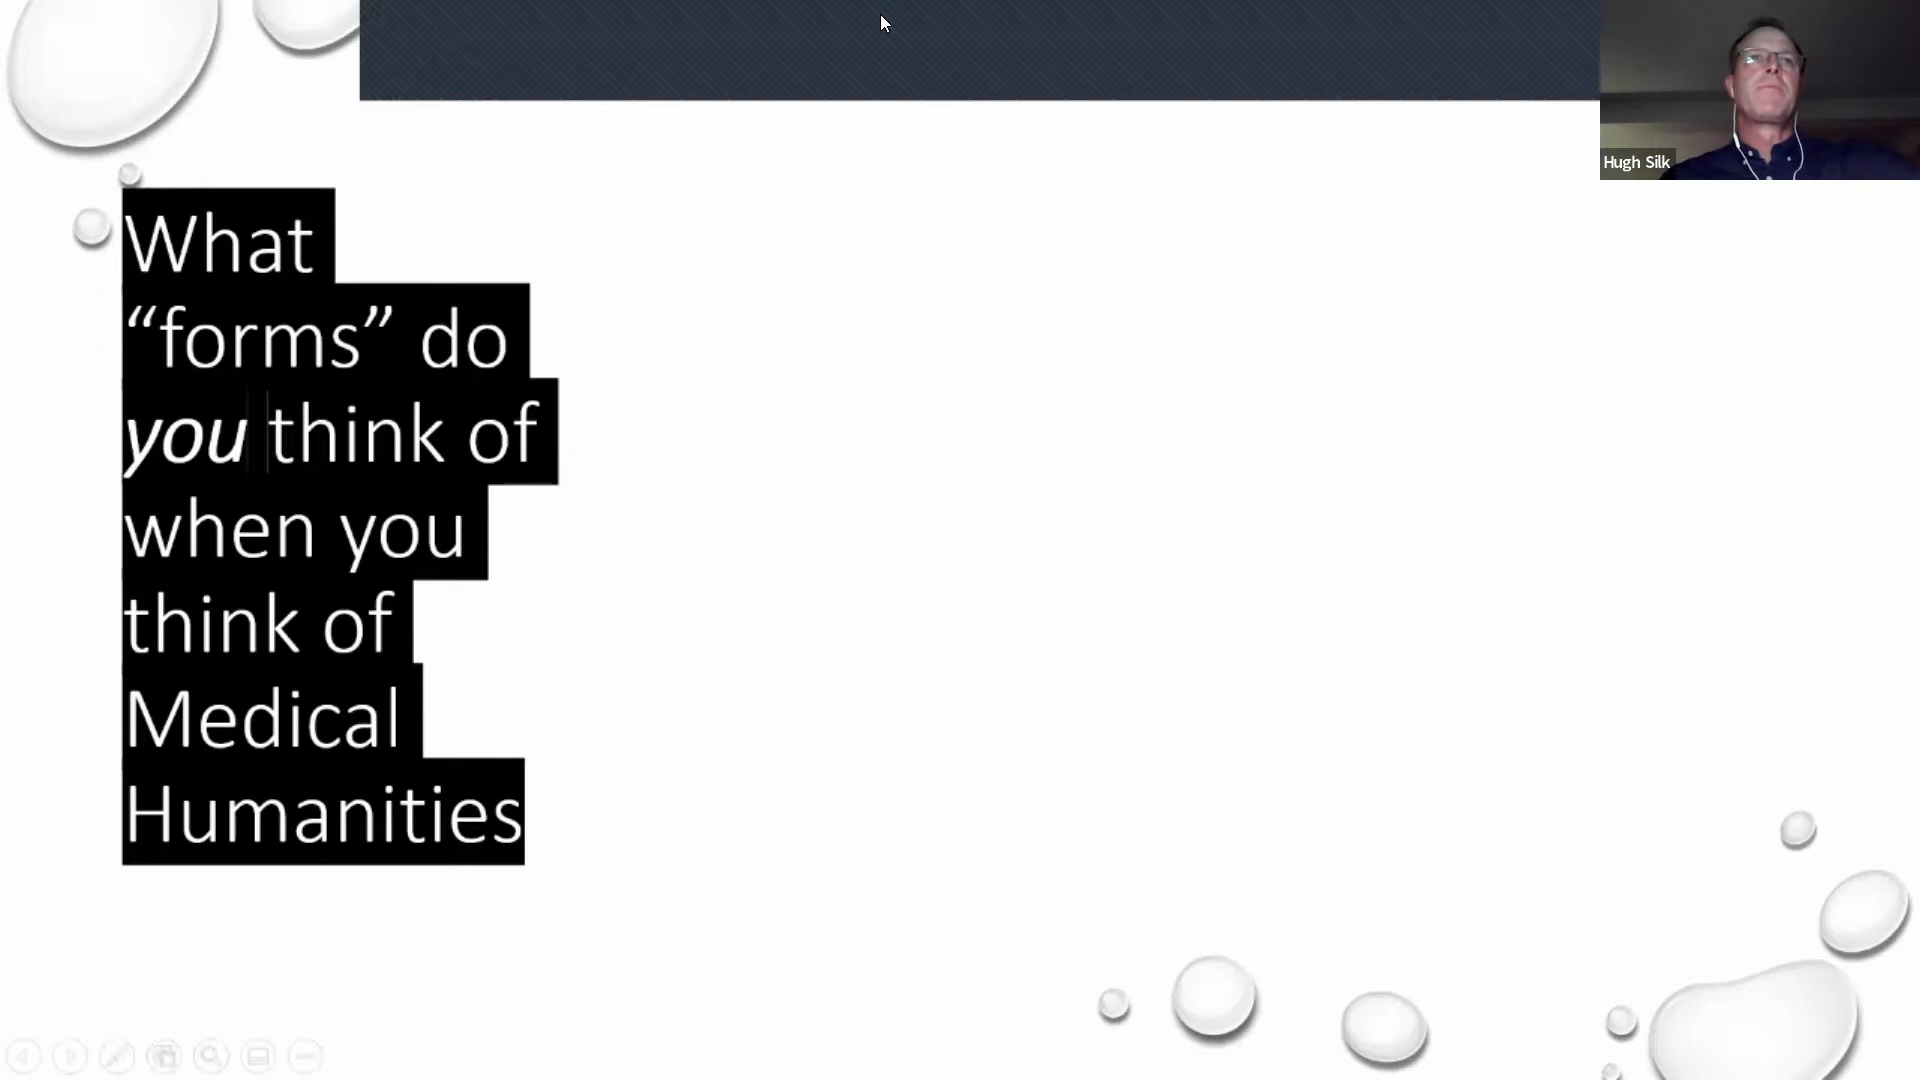 Hugh Silk
What
“forms” do
you think of
when you
think of
Medical
Humanities